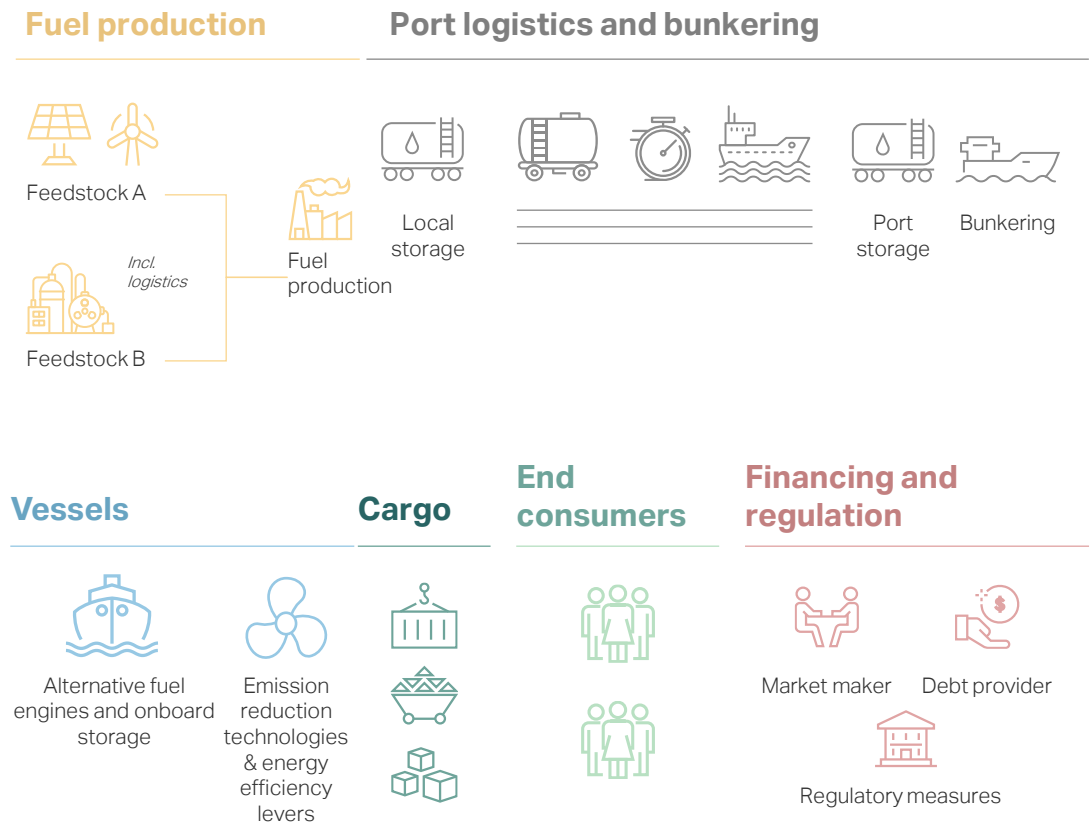 Fuel production
Port logistics and bunkering
Feedstock A
Incl.
logistics
Feedstock B
Fuel
production
Local
storage
Port
storage
Bunkering
Vessels
Cargo
End
consumers
Financing and
regulation
Alternative fuel
engines and onboard
storage
Emission
reduction
technologies
& energy
efficiency
levers
$
Market maker
Debt provider
Regulatory measures